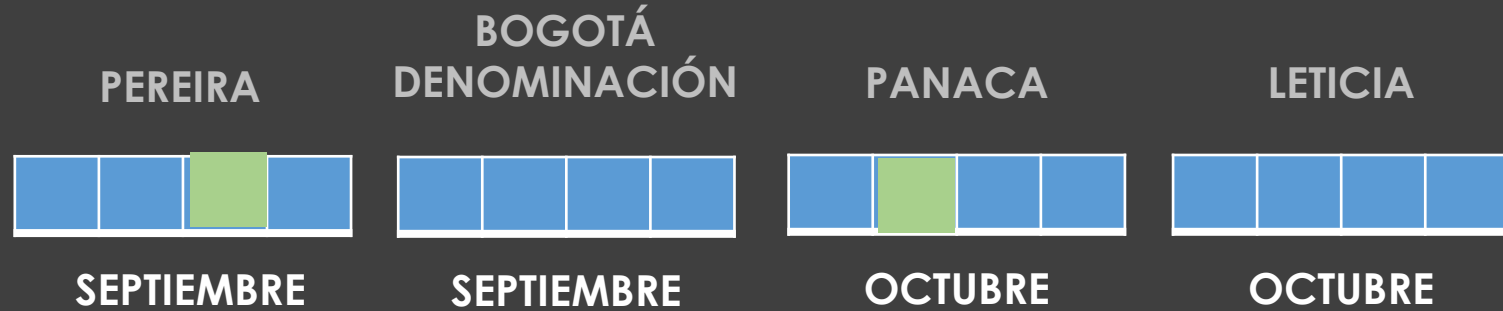 PEREIRA
BOGOTÁ
DENOMINACIÓN
PANACA
LETICIA
SEPTIEMBRE
SEPTIEMBRE
OCTUBRE
OCTUBRE